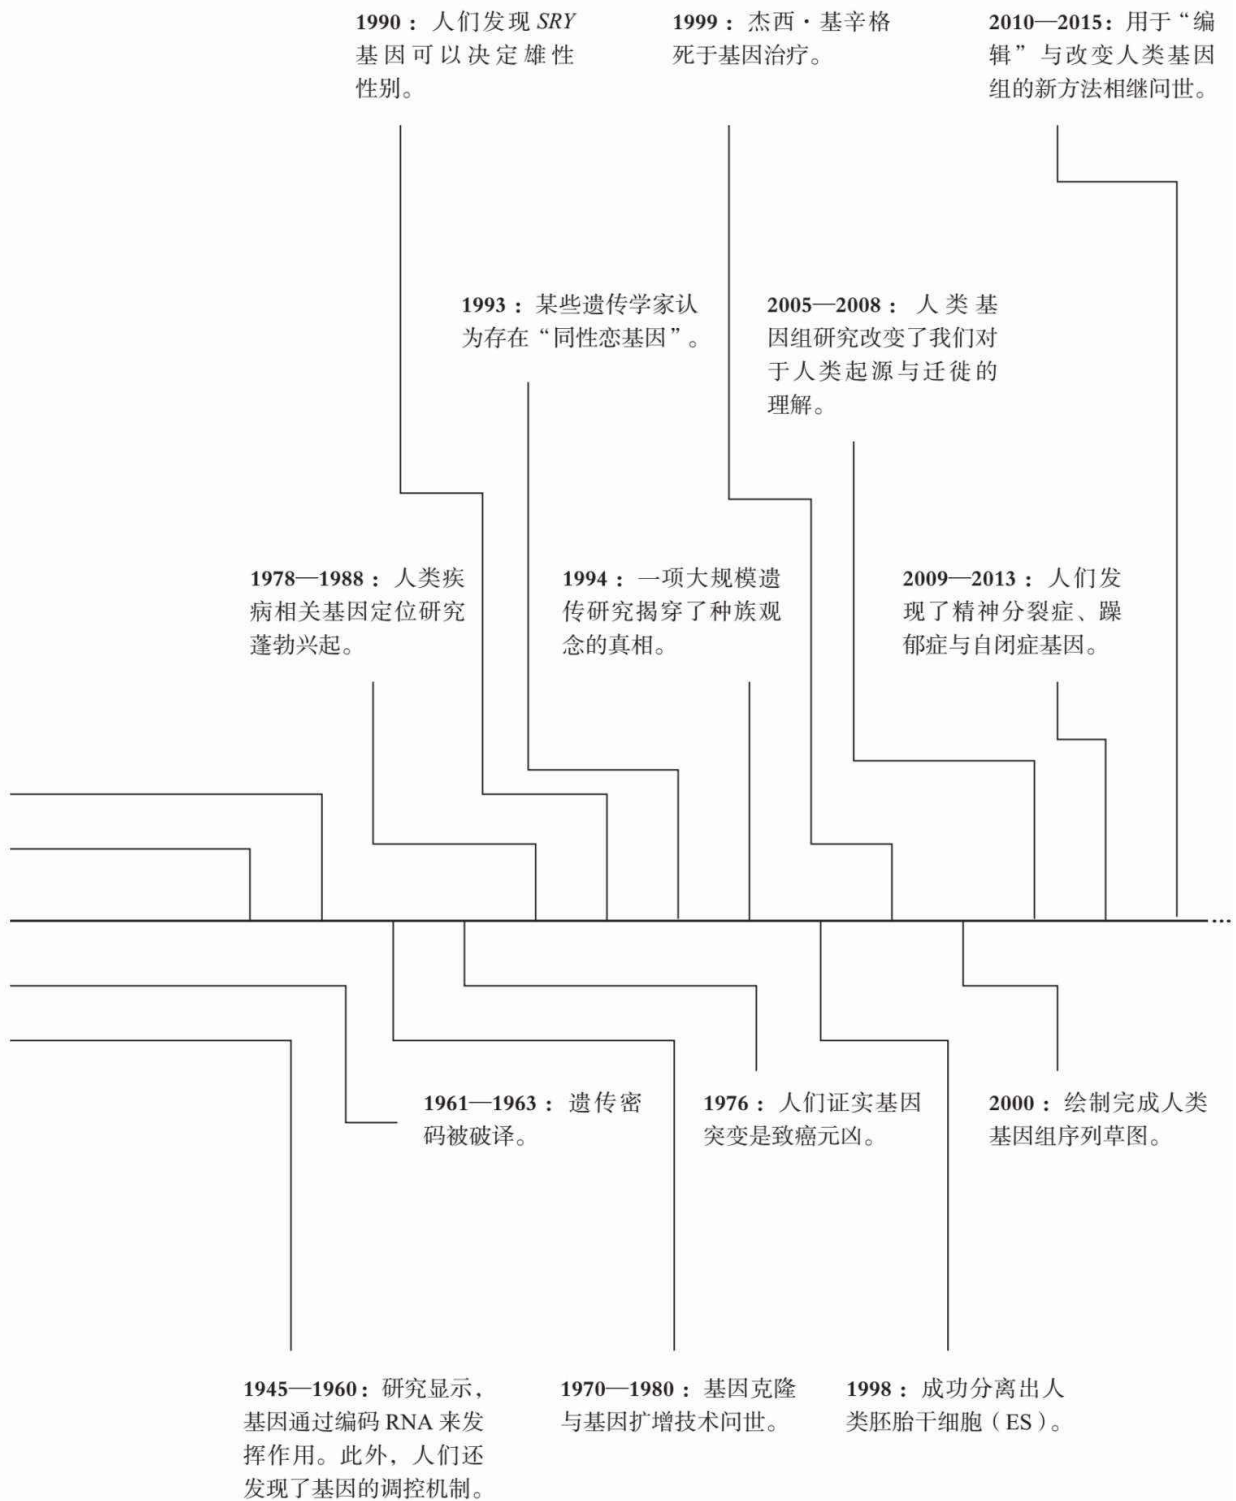 1990：人们发现 SRY
基因可以决定雄性
性别。
1999：杰西·基辛格
死于基因治疗。
2010—2015：用于“编
辑”与改变人类基因
组的新方法相继问世。
1993：某些遗传学家认
为存在“同性恋基因”。
2005—2008：人类基
因组研究改变了我们对
于人类起源与迁徙的
理解。
1978—1988：人类疾
病相关基因定位研究
蓬勃兴起。
1994：一项大规模遗
传研究揭穿了种族观
念的真相。
2009—2013：人们发
现了精神分裂症、躁
郁症与自闭症基因。
1961—1963：遗传密
码被破译。
1976：人们证实基因
突变是致癌元凶。
2000：绘制完成人类
基因组序列草图。
1945—1960：研究显示，
基因通过编码 RNA 来发
挥作用。此外，人们还
发现了基因的调控机制。
1970—1980：基因克隆
与基因扩增技术问世。
1998：成功分离出人
类胚胎干细胞（ES）。